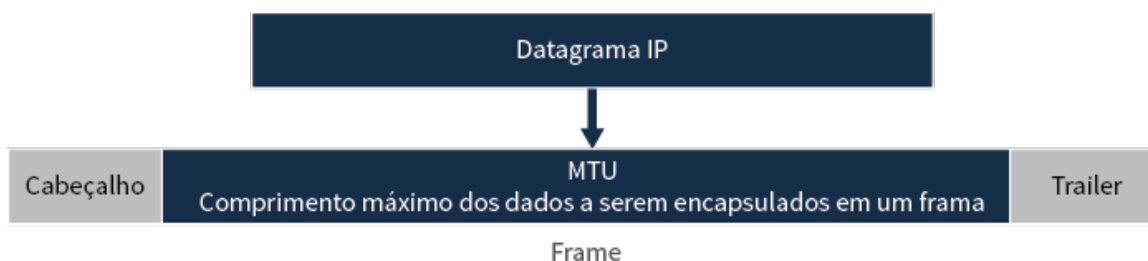 Datagrama IP
Cabeçalho
MTU
Comprimento máximo dos dados a serem encapsulados em um frama
Trailer
Frame